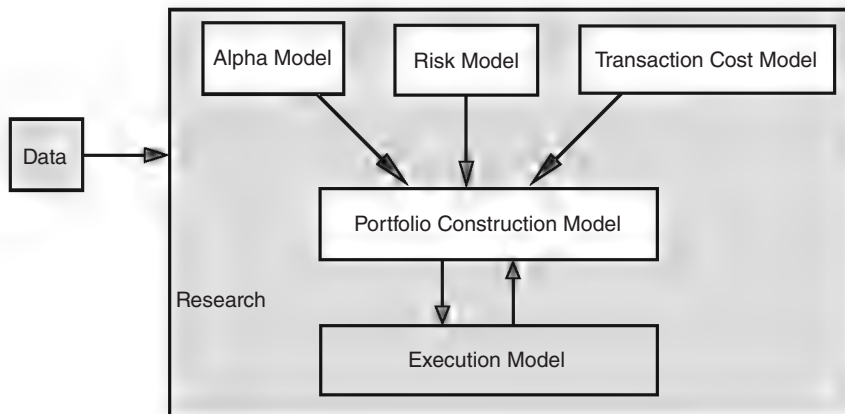 Alpha Model
Risk Model
Transaction Cost Model
Data
Portfolio Construction Model
Research
Execution Model